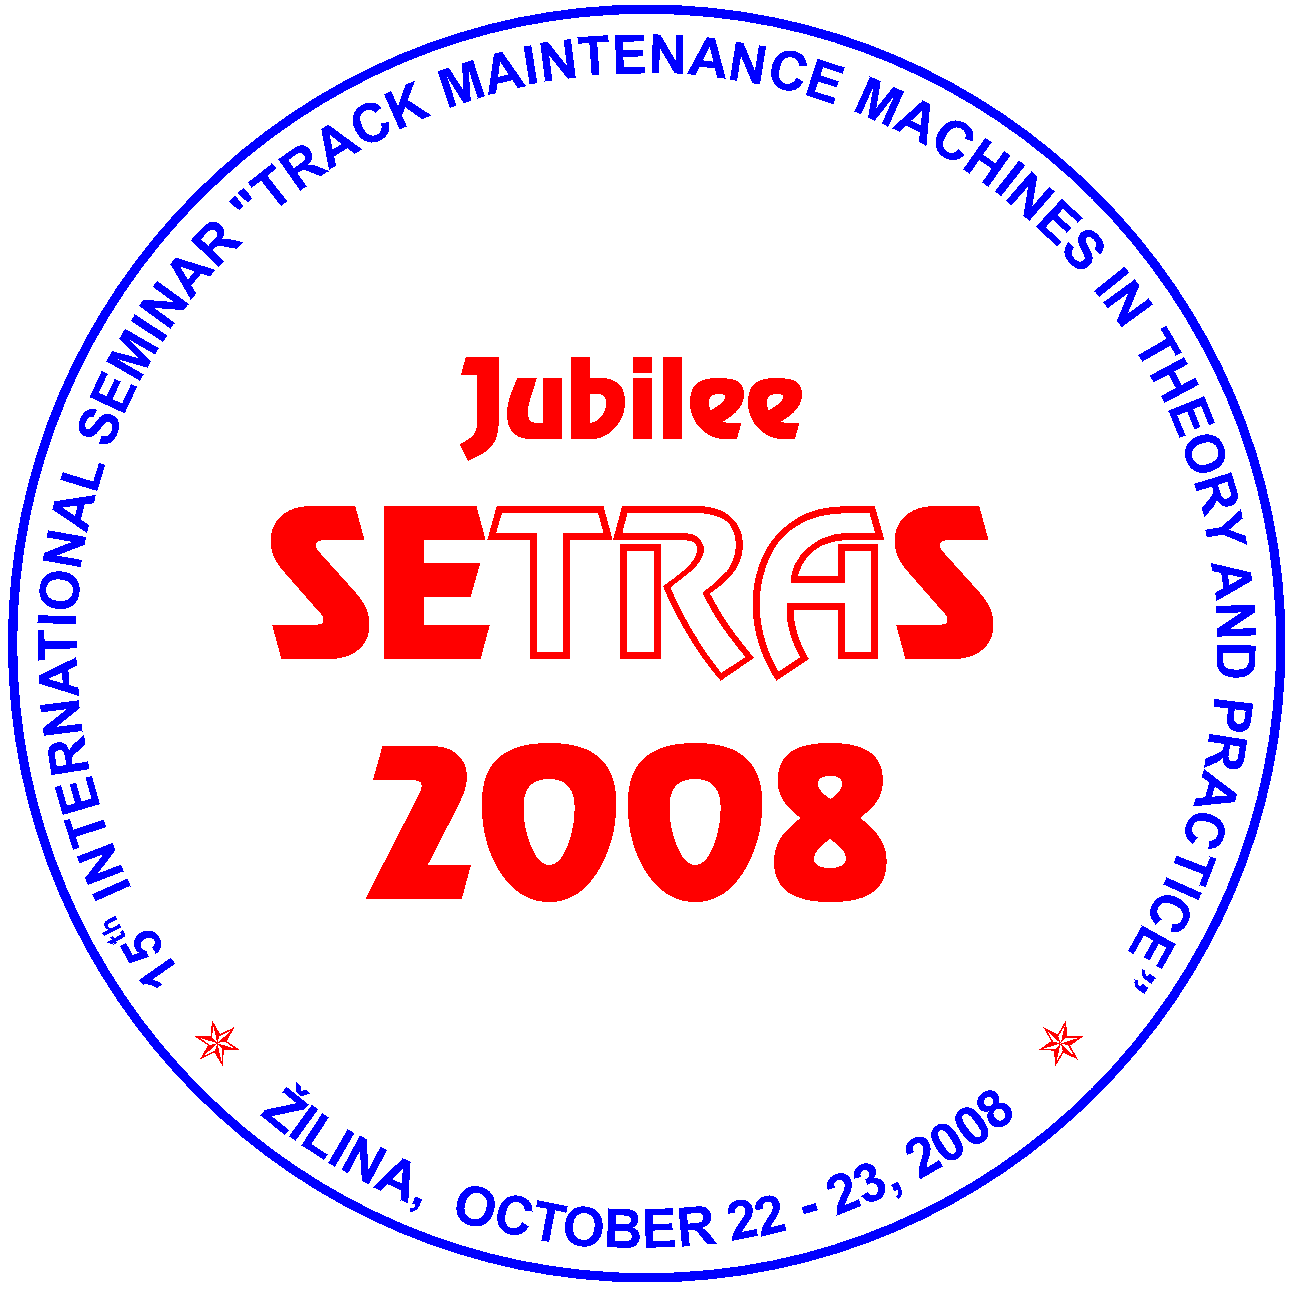 15th INTERNATIONAL SEMINAR "TRACK MAINTENANCE MACHINES IN THEORY AND PRACTICE“
Jubilee
SETRAS
2008
ŽILINA, OCTOBER 22 - 23, 2008